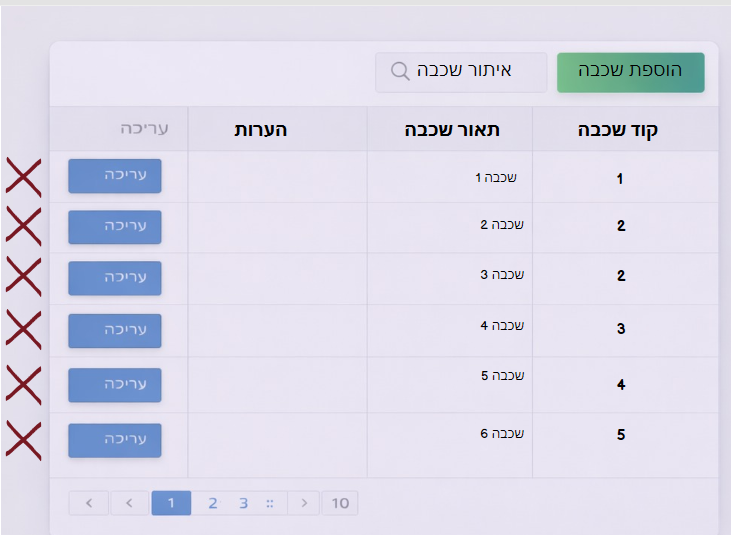 הוספת שכבה איתור שכבה
קוד שכבה תאור שכבה הערות עריכה
1 שכבה 1 עריכה
2 שכבה 2 עריכה
2 שכבה 3 עריכה
3 שכבה 4 עריכה
4 שכבה 5 עריכה
5 שכבה 6 עריכה
< < 1 2 3 :: > 10